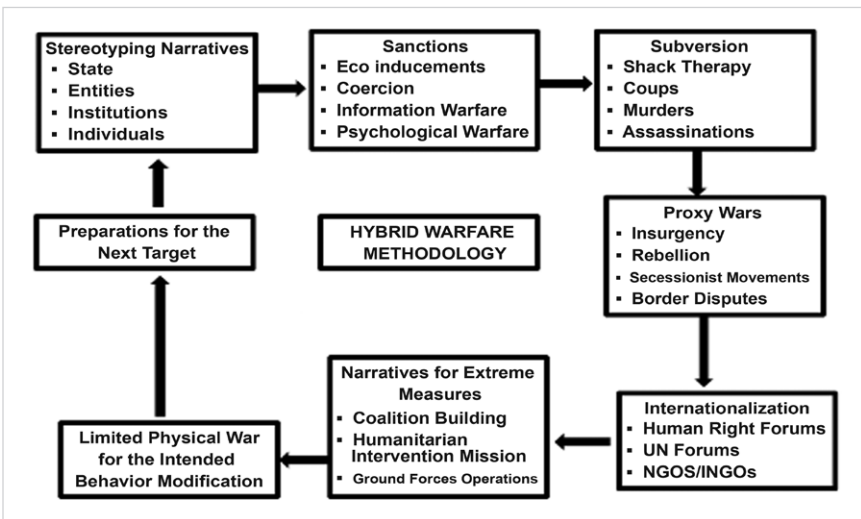 Stereotyping Narratives
▪ State
▪ Entities
▪ Institutions
▪ Individuals
Sanctions
▪ Eco inducements
▪ Coercion
▪ Information Warfare
▪ Psychological Warfare
Subversion
▪ Shack Therapy
▪ Coups
▪ Murders
▪ Assassinations
Proxy Wars
▪ Insurgency
▪ Rebellion
▪ Secessionist Movements
▪ Border Disputes
Internationalization
▪ Human Right Forums
▪ UN Forums
▪ NGOS/INGOs
Narratives for Extreme
Measures
▪ Coalition Building
▪ Humanitarian
Intervention Mission
▪ Ground Forces Operations
Limited Physical War
for the Intended
Behavior Modification
Preparations for the
Next Target
HYBRID WARFARE
METHODOLOGY